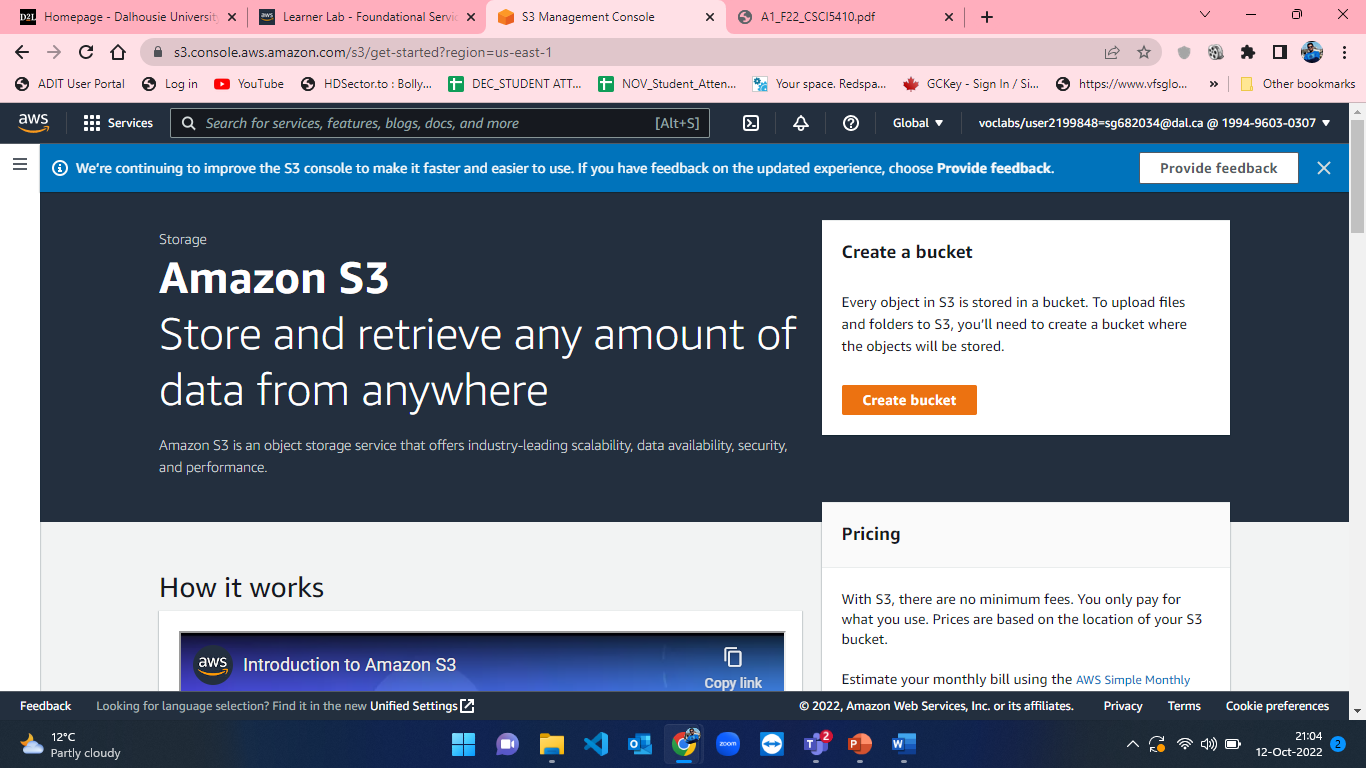 Homepage - Dalhousie University
Learner Lab - Foundational Servic
S3 Management Console
A1_F22_CSCI5410.pdf
s3.console.aws.amazon.com/s3/get-started?region=us-east-1
ADIT User Portal
Log in
YouTube
HDSector.to : Bolly...
DEC_STUDENT ATT...
NOV_Student_Atten...
Your space. Redspa...
GCKey - Sign In / Si...
https://www.vfsglo...
»
Other bookmarks
aws
Services
Search for services, features, blogs, docs, and more
[Alt+S]
Global
voclabs/user2199848=sg682034@dal.ca @ 1994-9603-0307
We're continuing to improve the S3 console to make it faster and easier to use. If you have feedback on the updated experience, choose Provide feedback.
Provide feedback
Storage
Amazon S3
Store and retrieve any amount of
data from anywhere
Amazon S3 is an object storage service that offers industry-leading scalability, data availability, security,
and performance.
Create a bucket
Every object in S3 is stored in a bucket. To upload files
and folders to S3, you'll need to create a bucket where
the objects will be stored.
Create bucket
How it works
aws
Introduction to Amazon S3
Copy link
Pricing
With S3, there are no minimum fees. You only pay for
what you use. Prices are based on the location of your S3
bucket.
Estimate your monthly bill using the AWS Simple Monthly
Feedback
Looking for language selection? Find it in the new Unified Settings
© 2022, Amazon Web Services, Inc. or its affiliates.
Privacy
Terms
Cookie preferences
12°C
Partly cloudy
zoom
2
21:04
12-Oct-2022
2